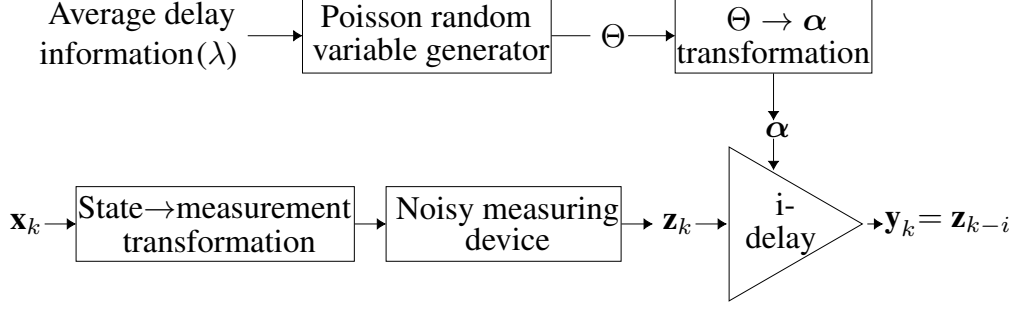 Average delay
information(λ)
Poisson random
variable generator
Θ
Θ → α
transformation
α
x_k
State→measurement
transformation
Noisy measuring
device
z_k
i-
delay
y_k = z_{k−i}